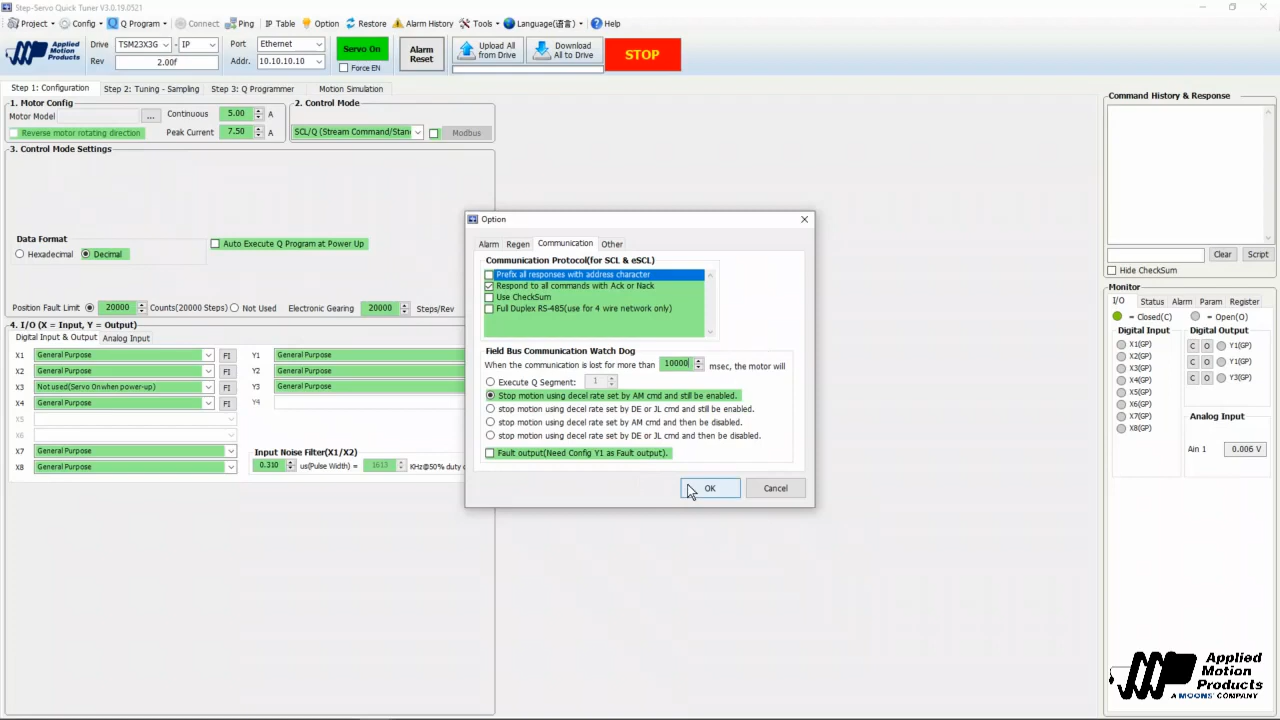 Step-Servo Quick Tuner V3.0.19.0521
Project Config Q Program Connect Ping IP Table Option Restore Alarm History Tools Language(语言) Help
Applied Motion Products
Drive TSM23X3G - IP
Rev 2.00f
Port Ethernet
Addr. 10.10.10.10
Servo On
Force EN
Alarm Reset
Upload All from Drive
Download All to Drive
STOP
Step 1: Configuration Step 2: Tuning - Sampling Step 3: Q Programmer Motion Simulation
1. Motor Config
Motor Model ... Continuous 5.00 A
Reverse motor rotating direction Peak Current 7.50 A
2. Control Mode
SCL/Q (Stream Command/Stan Modbus
3. Control Mode Settings
Data Format
Hexadecimal Decimal
Auto Execute Q Program at Power Up
Position Fault Limit 20000 Counts(20000 Steps) Not Used Electronic Gearing 20000 Steps/Rev
4. I/O (X = Input, Y = Output)
Digital Input & Output Analog Input
X1 General Purpose FI Y1 General Purpose
X2 General Purpose FI Y2 General Purpose
X3 Not used(Servo On when power-up) FI Y3 General Purpose
X4 General Purpose FI Y4
X5
X6
X7 General Purpose
X8 General Purpose
Input Noise Filter(X1/X2)
0.310 us(Pulse Width) = 1613 KHz@50% duty c
Option
Alarm Regen Communication Other
Communication Protocol(for SCL & eSCL)
Prefix all responses with address character
Respond to all commands with Ack or Nack
Use CheckSum
Full Duplex RS-485(use for 4 wire network only)
Field Bus Communication Watch Dog
When the communication is lost for more than 10000 msec, the motor will
Execute Q Segment: 1
Stop motion using decel rate set by AM cmd and still be enabled.
stop motion using decel rate set by DE or JL cmd and still be enabled.
stop motion using decel rate set by AM cmd and then be disabled.
stop motion using decel rate set by DE or JL cmd and then be disabled.
Fault output(Need Config Y1 as Fault output).
OK Cancel
Command History & Response
Clear Script
Hide CheckSum
Monitor
I/O Status Alarm Param Register
= Closed(C) = Open(O)
Digital Input
X1(GP)
X2(GP)
X3(GP)
X4(GP)
X5(GP)
X6(GP)
X7(GP)
X8(GP)
Digital Output
C O Y1(GP)
C O Y1(GP)
C O Y3(GP)
Analog Input
Ain 1 0.006 V
Applied
Motion
Products
A MOONS' COMPANY